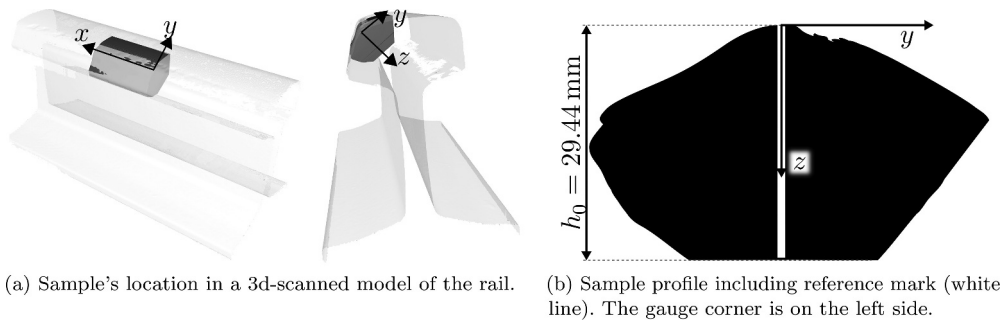 x
y
y
z
h₀ = 29.44 mm
y
z
(a) Sample's location in a 3d-scanned model of the rail.
(b) Sample profile including reference mark (white
line). The gauge corner is on the left side.